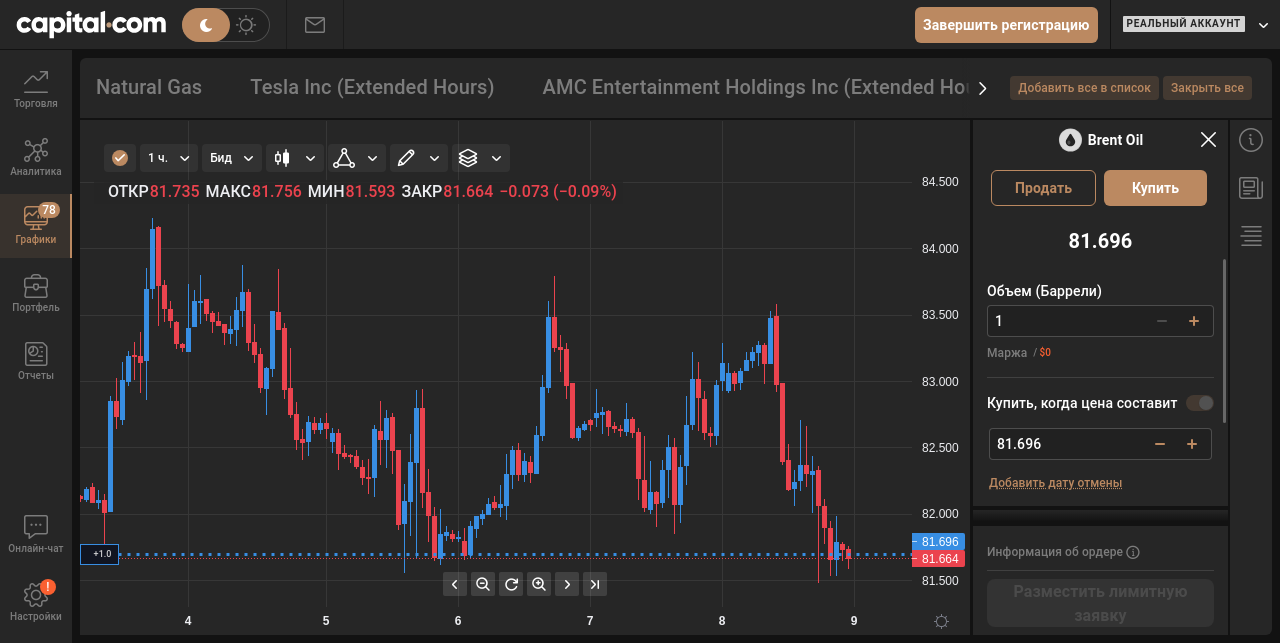 capital.com
Завершить регистрацию
РЕАЛЬНЫЙ АККАУНТ
Natural Gas
Tesla Inc (Extended Hours)
AMC Entertainment Holdings Inc (Extended Ho
Добавить все в список
Закрыть все
Торговля
Аналитика
78
Графики
Портфель
Отчеты
Онлайн-чат
!
Настройки
1 ч.
Бид
ОТКР81.735 МАКС81.756 МИН81.593 ЗАКР81.664 −0.073 (−0.09%)
84.500
84.000
83.500
83.000
82.500
82.000
81.696
81.664
81.500
+1.0
4 5 6 7 8 9
Brent Oil
Продать
Купить
81.696
Объем (Баррели)
1
Маржа / $0
Купить, когда цена составит
81.696
Добавить дату отмены
Информация об ордере
Разместить лимитную
заявку